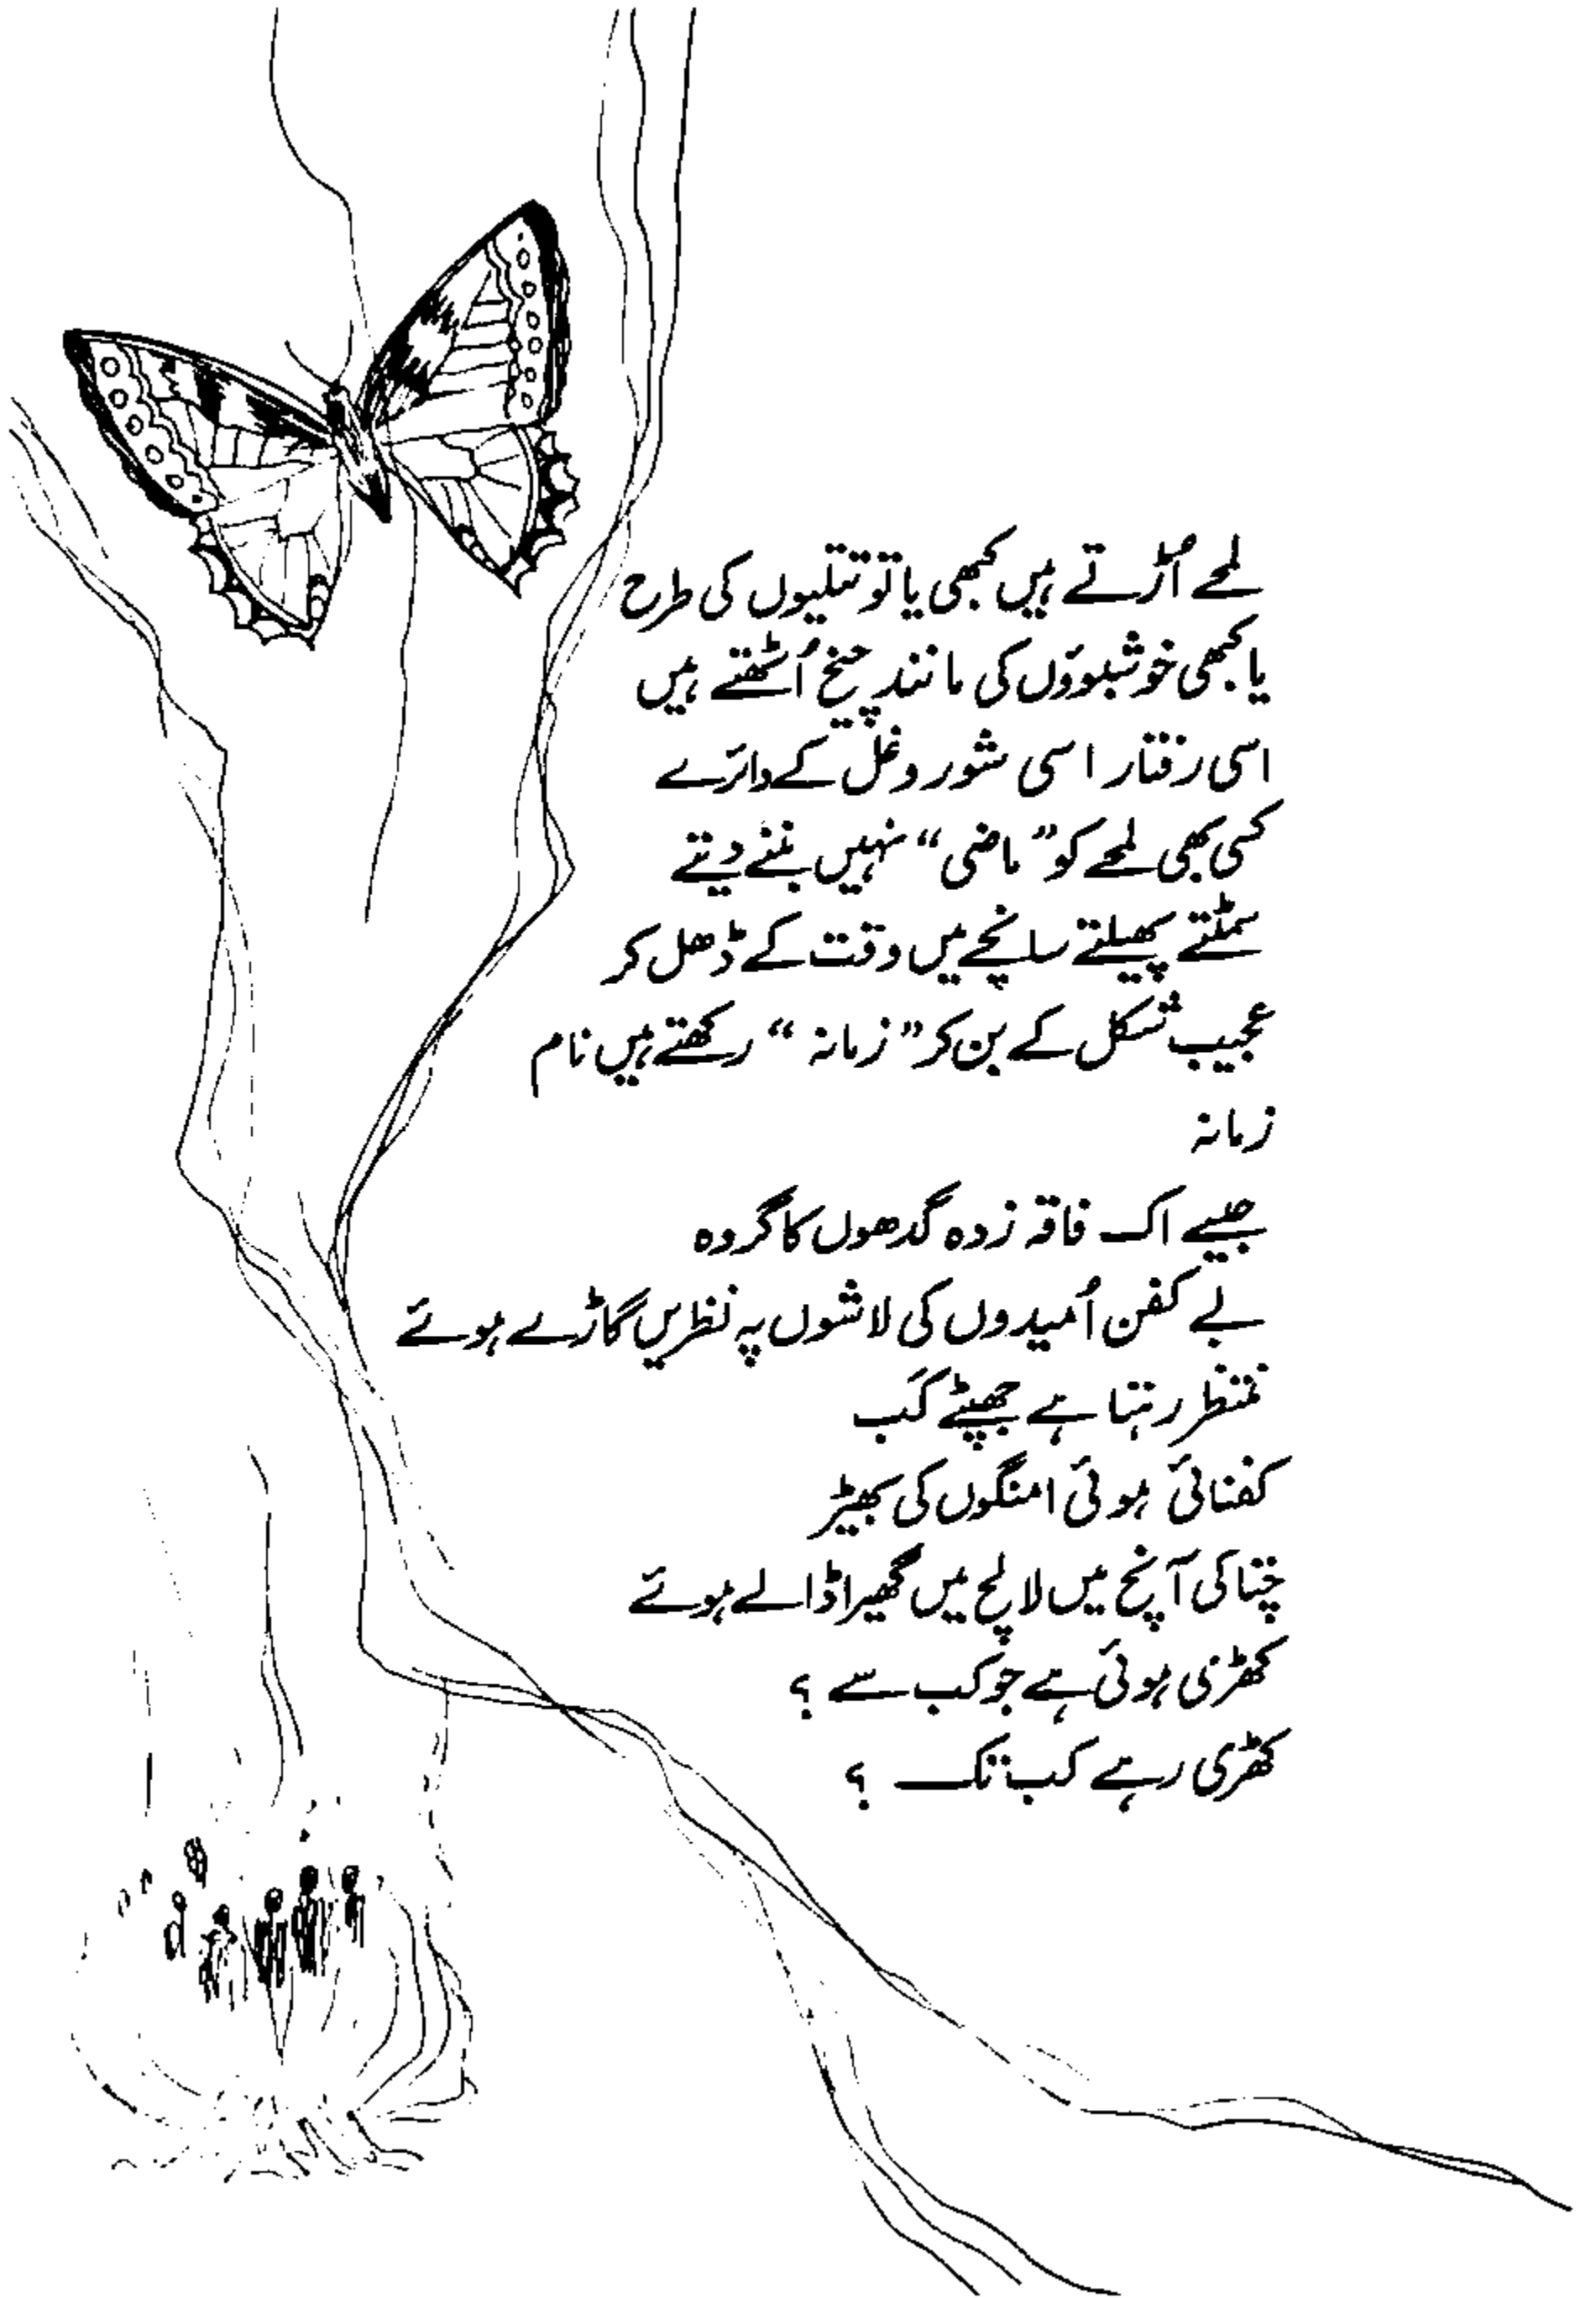 لمحے اُڑتے ہیں کبھی یا تو تتلیوں کی طرح
یا کبھی خوشبوؤں کی مانند چیخ اُٹھتے ہیں
اسی رفتار اسی شور و غل کے دائرے
کسی بھی لمحے کو ”ماضی“ نہیں بننے دیتے
سمٹتے پھیلتے سانچے میں وقت کے ڈھل کر
عجیب شکل کے بن کر ”زمانہ“ رکھتے ہیں نام
زمانہ
جیسے اک فاقہ زدہ گدھوں کا گروہ
بے کفن اُمیدوں کی لاشوں پہ نظریں گاڑے ہوئے
منتظر رہتا ہے جھپٹے کب
کفنائی ہوئی امنگوں کی بھیڑ
چتا کی آنچ میں لالچ میں گھیرا ڈالے ہوئے
کھڑی ہوئی ہے جو کب سے ؟
کھڑی رہے کب تک ؟